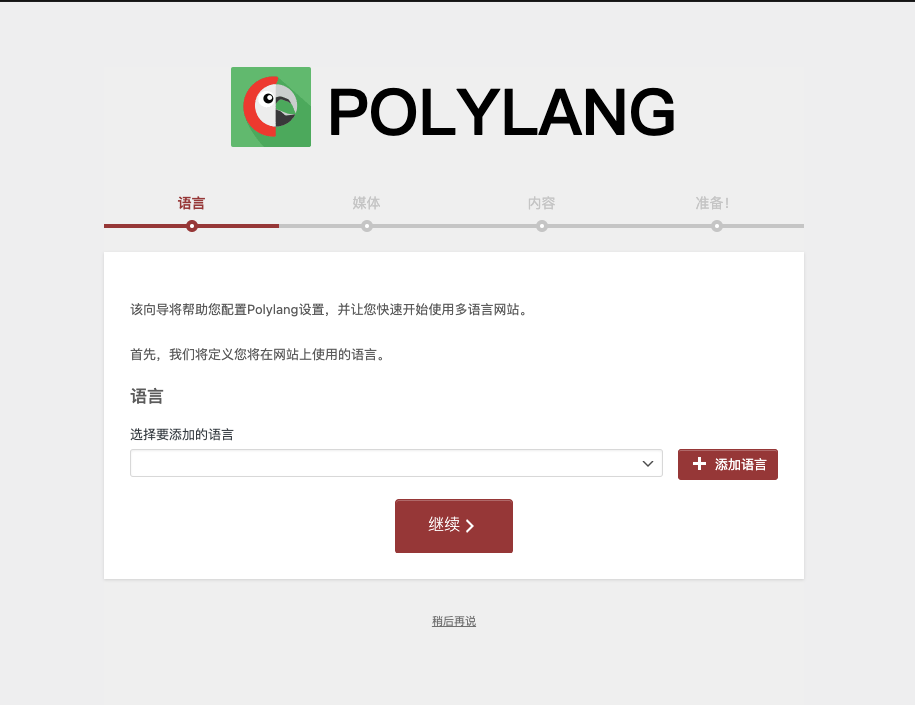 POLYLANG
语言
媒体
内容
准备！
该向导将帮助您配置Polylang设置，并让您快速开始使用多语言网站。
首先，我们将定义您将在网站上使用的语言。
语言
选择要添加的语言
添加语言
继续
稍后再说